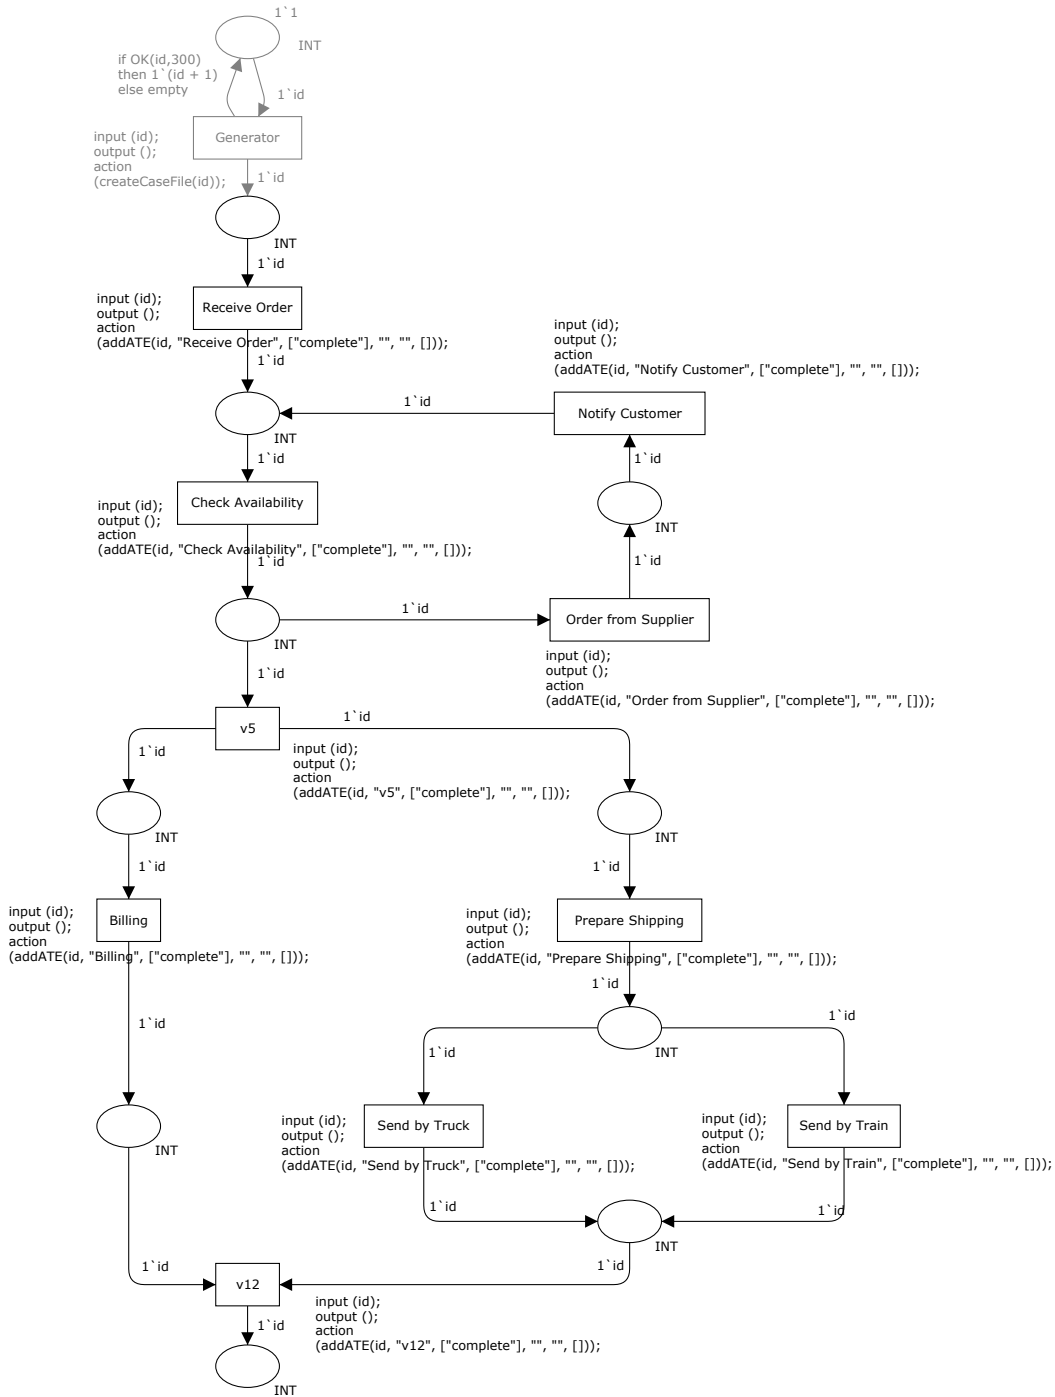 1`1
INT
if OK(id,300)
then 1`(id + 1)
else empty
1`id
Generator
input (id);
output ();
action
(createCaseFile(id));
1`id
INT
1`id
Receive Order
input (id);
output ();
action
(addATE(id, "Receive Order", ["complete"], "", "", []));
1`id
input (id);
output ();
action
(addATE(id, "Notify Customer", ["complete"], "", "", []));
Notify Customer
1`id
INT
1`id
1`id
Check Availability
input (id);
output ();
action
(addATE(id, "Check Availability", ["complete"], "", "", []));
1`id
INT
1`id
1`id
INT
Order from Supplier
input (id);
output ();
action
(addATE(id, "Order from Supplier", ["complete"], "", "", []));
1`id
v5
1`id
1`id
input (id);
output ();
action
(addATE(id, "v5", ["complete"], "", "", []));
INT
INT
1`id
1`id
Billing
input (id);
output ();
action
(addATE(id, "Billing", ["complete"], "", "", []));
Prepare Shipping
input (id);
output ();
action
(addATE(id, "Prepare Shipping", ["complete"], "", "", []));
1`id
1`id
INT
1`id
1`id
INT
Send by Truck
input (id);
output ();
action
(addATE(id, "Send by Truck", ["complete"], "", "", []));
Send by Train
input (id);
output ();
action
(addATE(id, "Send by Train", ["complete"], "", "", []));
1`id
1`id
INT
1`id
1`id
v12
input (id);
output ();
action
(addATE(id, "v12", ["complete"], "", "", []));
1`id
INT